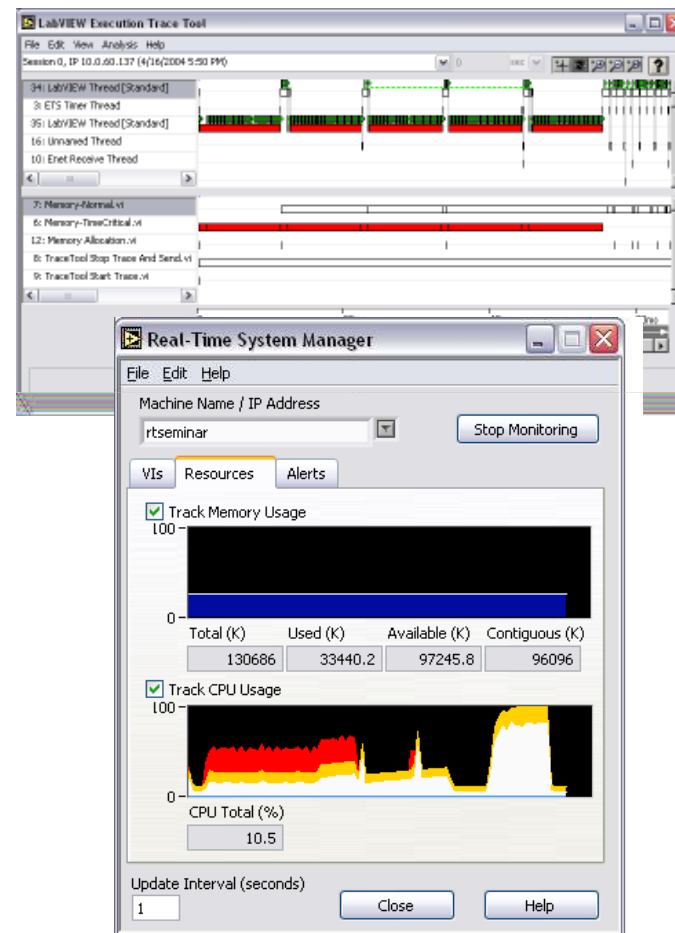 LabVIEW Execution Trace Tool
File Edit View Analysis Help
Session 0, IP 10.0.60.137 (4/16/2004 5:50 PM) 0 sec
34: LabVIEW Thread [Standard]
3: ETS Timer Thread
35: LabVIEW Thread [Standard]
16: Unnamed Thread
10: Enet Receive Thread
7: Memory-Normal.vi
6: Memory-TimeCritical.vi
12: Memory Allocation.vi
8: TraceTool Stop Trace And Send.vi
9: TraceTool Start Trace.vi
Real-Time System Manager
File Edit Help
Machine Name / IP Address
rtseminar Stop Monitoring
VIs Resources Alerts
Track Memory Usage
100
0
Total (K) Used (K) Available (K) Contiguous (K)
130686 33440.2 97245.8 96096
Track CPU Usage
100
0
CPU Total (%)
10.5
Update Interval (seconds)
1 Close Help